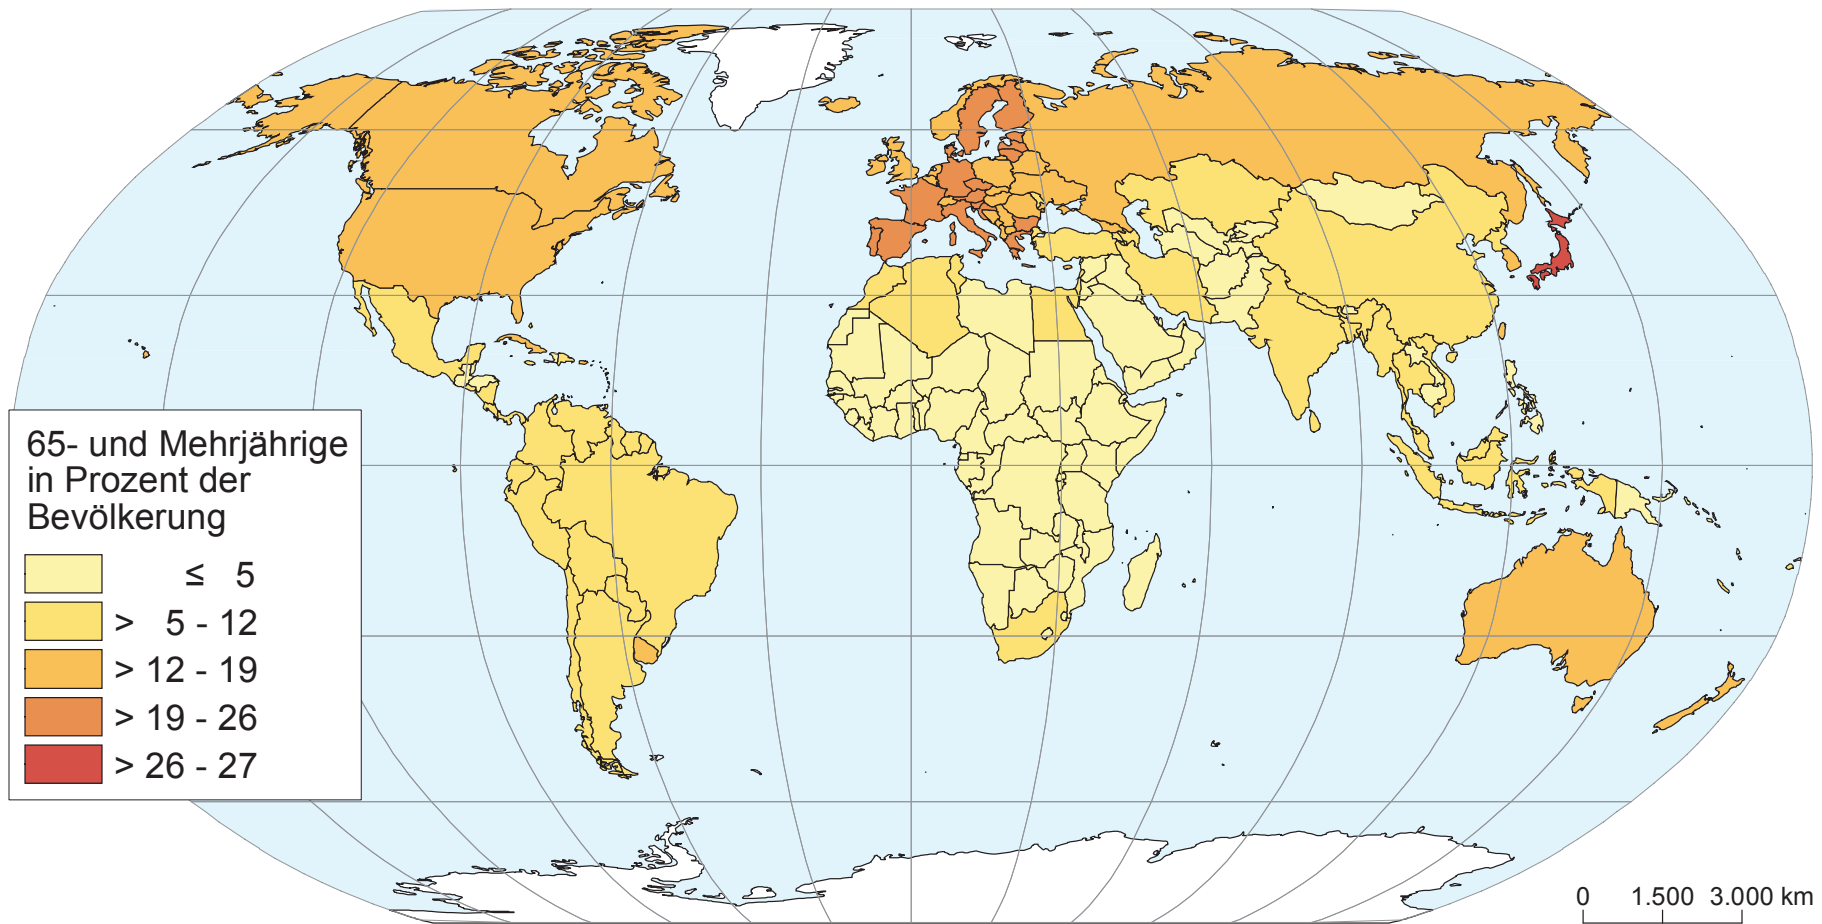 65- und Mehrjährige
in Prozent der
Bevölkerung
≤ 5
> 5 - 12
> 12 - 19
> 19 - 26
> 26 - 27
0 1.500 3.000 km